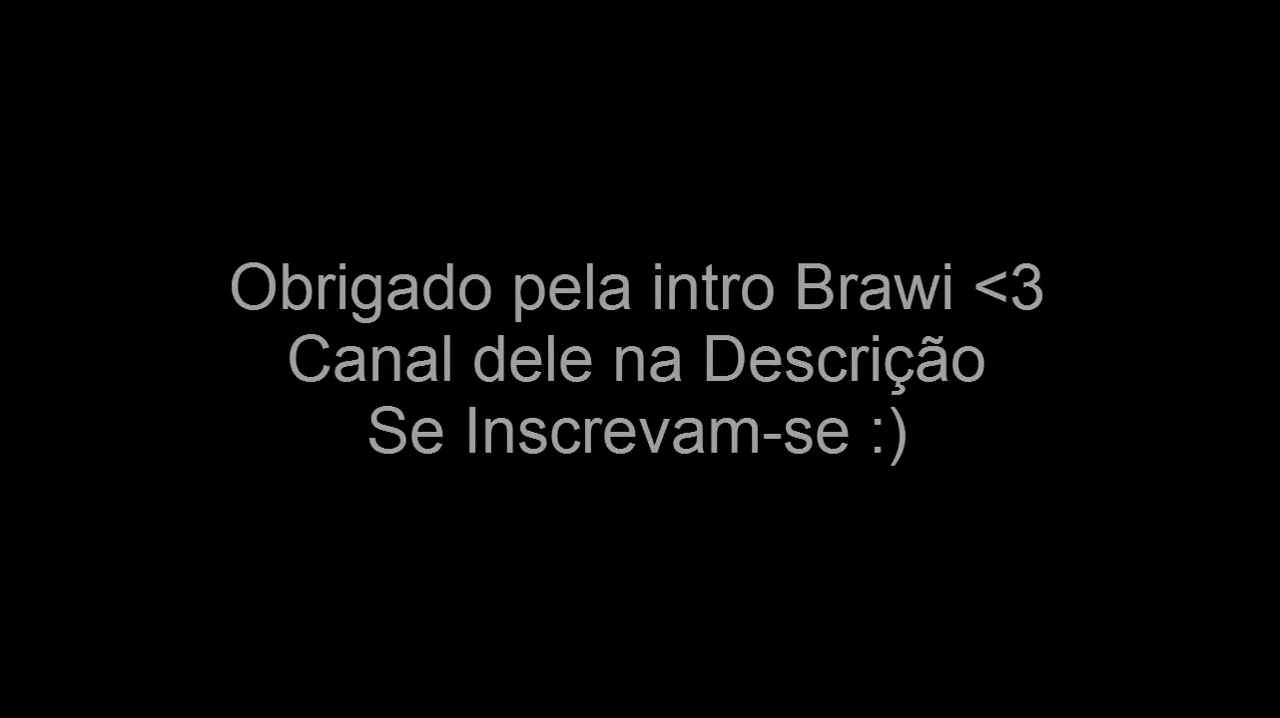 Obrigado pela intro Brawi <3
Canal dele na Descrição
Se Inscrevam-se :)